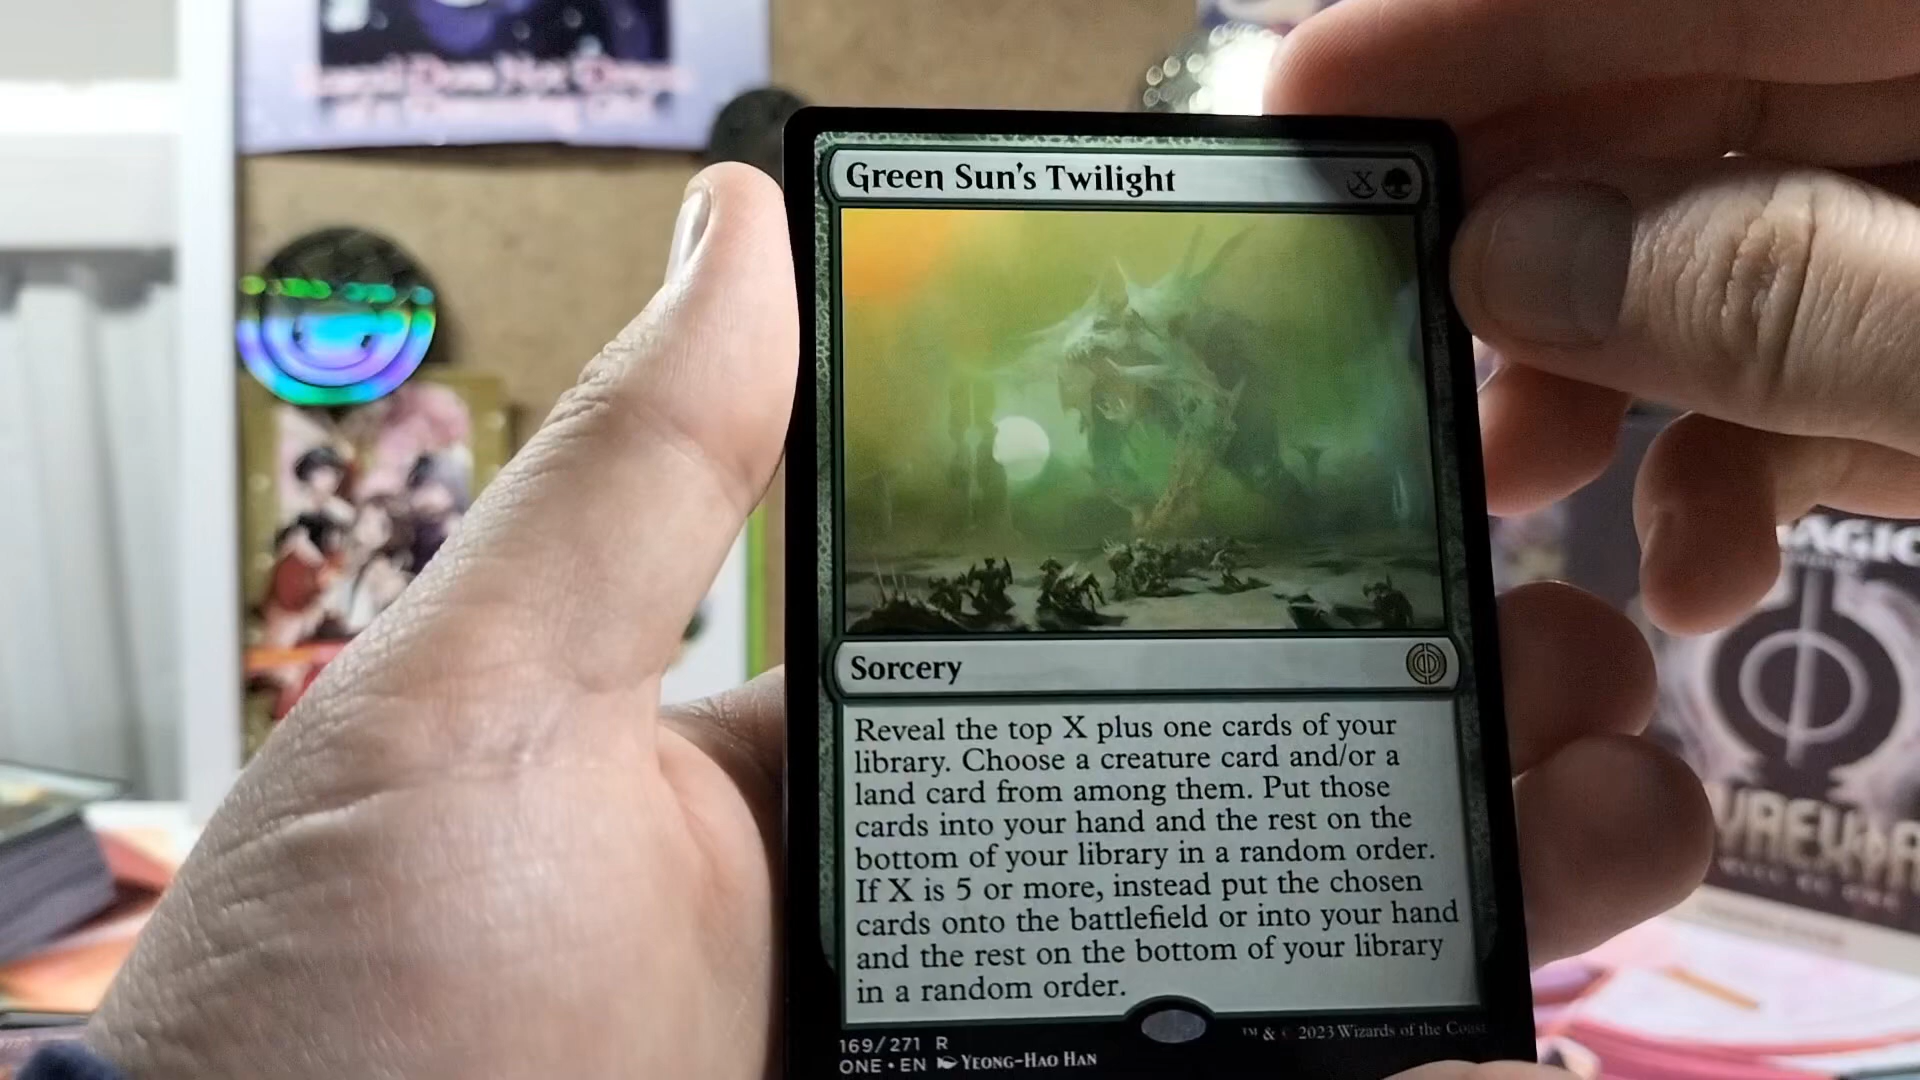 Green Sun's Twilight
X
Sorcery
Reveal the top X plus one cards of your
library. Choose a creature card and/or a
land card from among them. Put those
cards into your hand and the rest on the
bottom of your library in a random order.
If X is 5 or more, instead put the chosen
cards onto the battlefield or into your hand
and the rest on the bottom of your library
in a random order.
169/271 R
ONE • EN Yeong-Hao Han
™ & © 2023 Wizards of the Coast
MAGIC